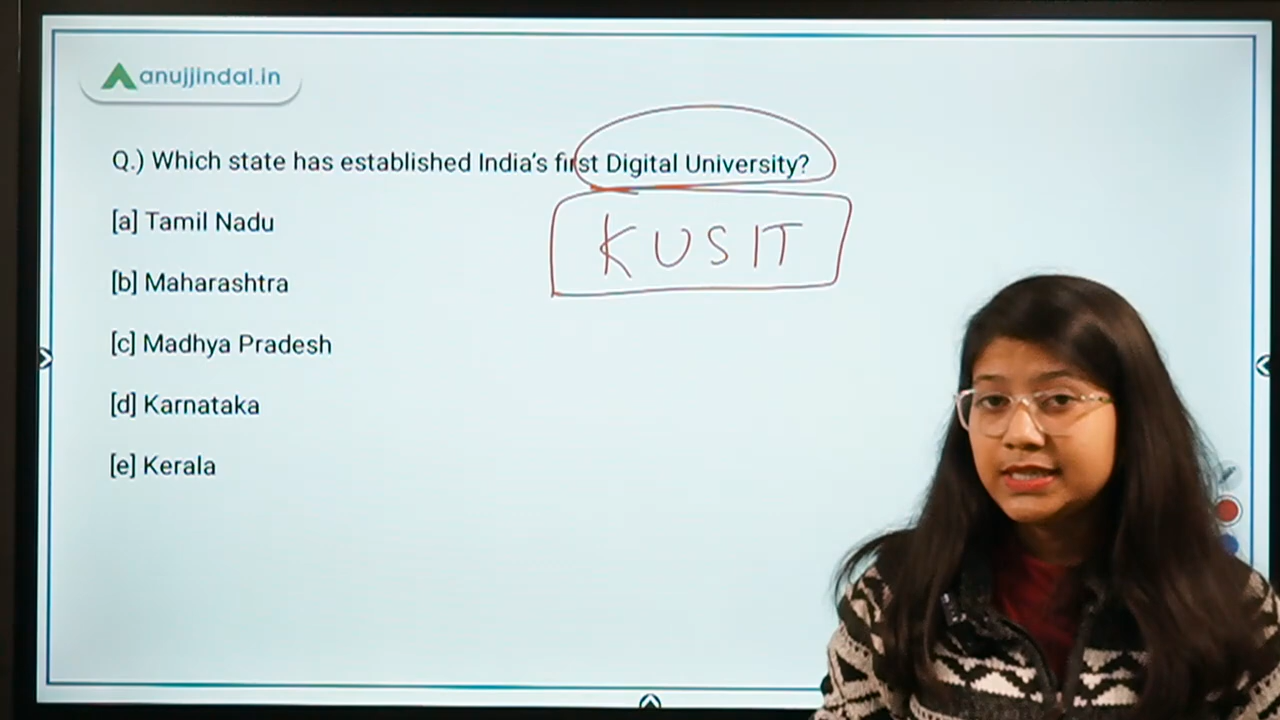 anujjindal.in
Q.) Which state has established India's first Digital University?
KUSIT
[a] Tamil Nadu
[b] Maharashtra
[c] Madhya Pradesh
[d] Karnataka
[e] Kerala